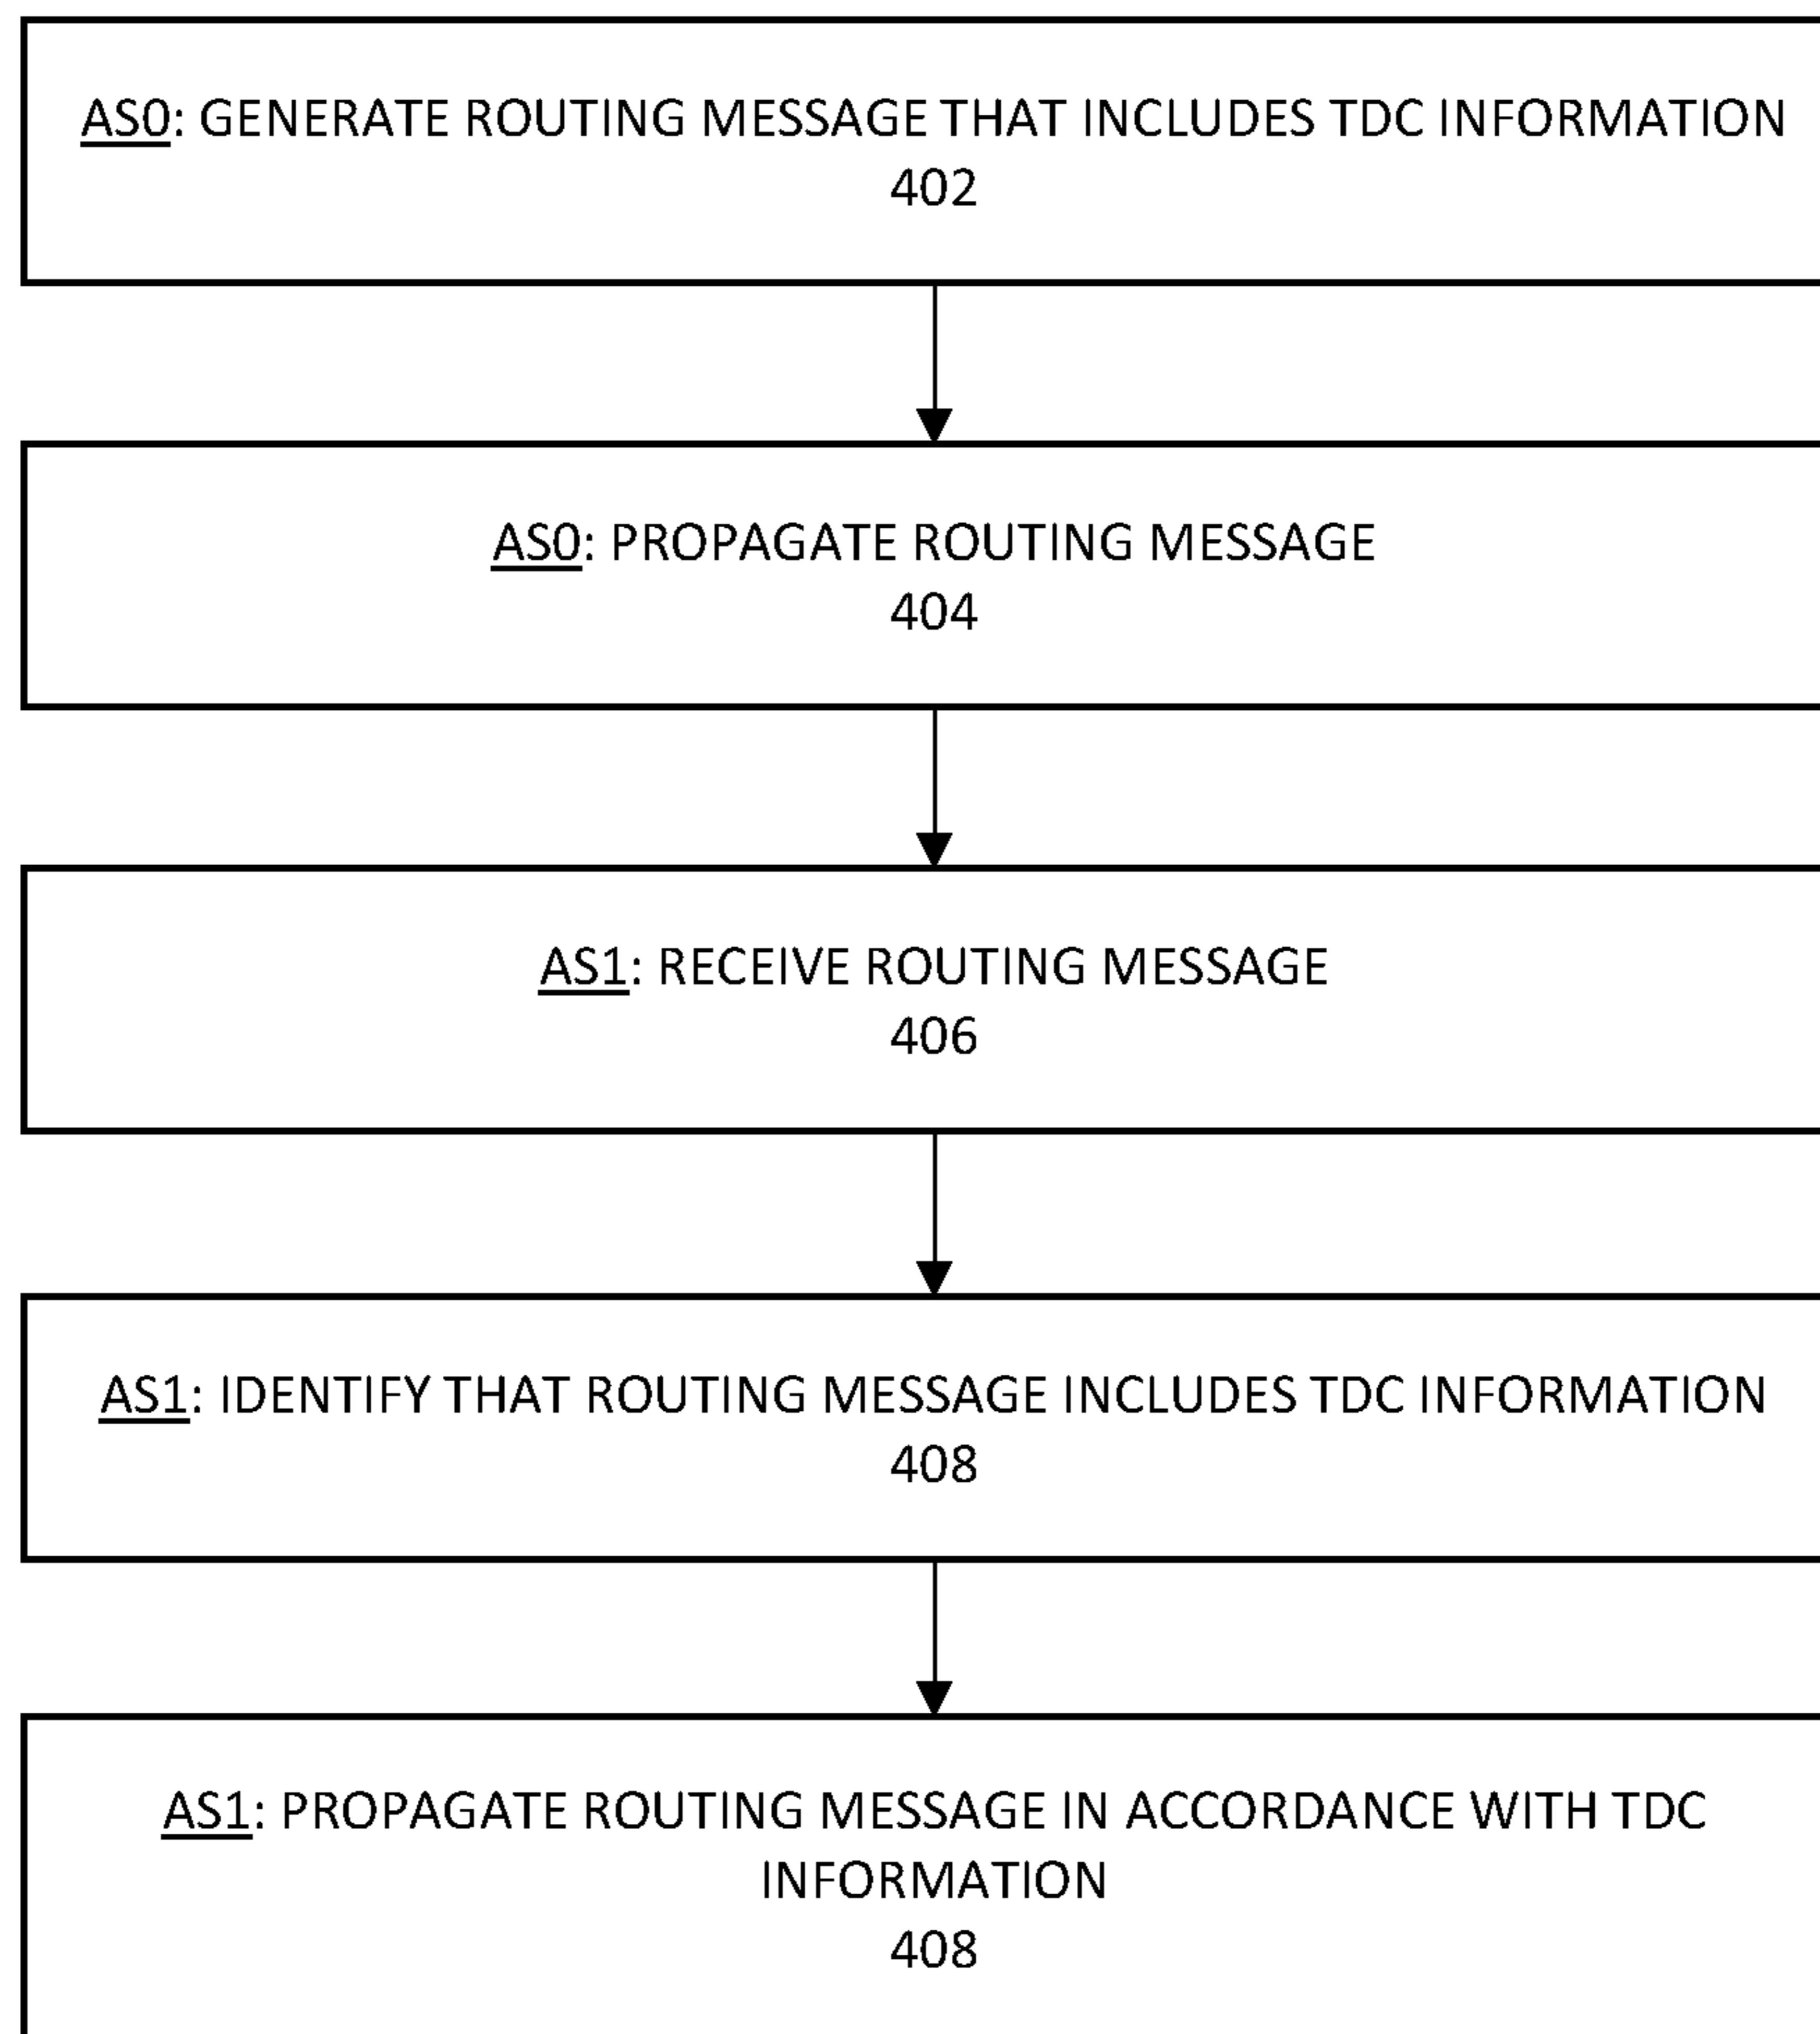 AS0: GENERATE ROUTING MESSAGE THAT INCLUDES TDC INFORMATION
402
AS0: PROPAGATE ROUTING MESSAGE
404
AS1: RECEIVE ROUTING MESSAGE
406
AS1: IDENTIFY THAT ROUTING MESSAGE INCLUDES TDC INFORMATION
408
AS1: PROPAGATE ROUTING MESSAGE IN ACCORDANCE WITH TDC
INFORMATION
408